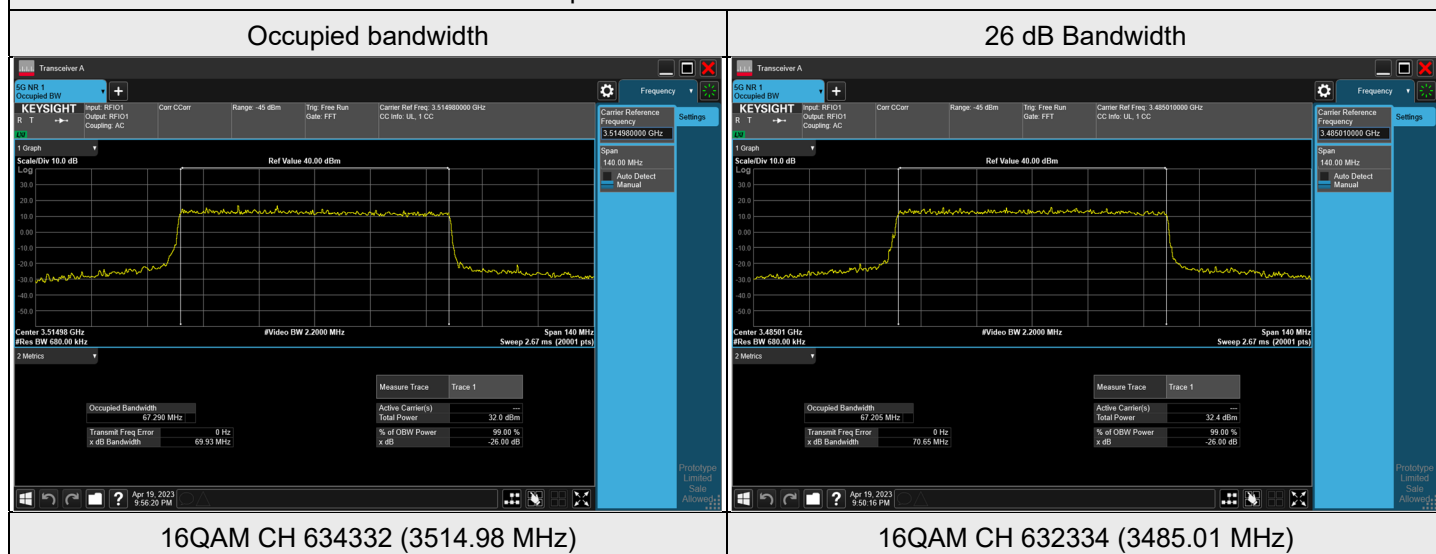 Occupied bandwidth
26 dB Bandwidth
Transceiver A
5G NR 1
Occupied BW
+
Frequency
KEYSIGHT
R T
LW
Input: RFIO1
Output: RFIO1
Coupling: AC
Corr CCorr
Range: -45 dBm
Trig: Free Run
Gate: FFT
Carrier Ref Freq: 3.514980000 GHz
CC Info: UL, 1 CC
Carrier Reference
Frequency
3.514980000 GHz
Settings
Span
140.00 MHz
Auto Detect
Manual
1 Graph
Scale/Div 10.0 dB
Ref Value 40.00 dBm
Log
30.0
20.0
10.0
0.00
-10.0
-20.0
-30.0
-40.0
-50.0
Center 3.51498 GHz
#Video BW 2.2000 MHz
Span 140 MHz
#Res BW 680.00 kHz
Sweep 2.67 ms (20001 pts)
2 Metrics
Measure Trace Trace 1
Occupied Bandwidth
67.290 MHz
Active Carrier(s) ---
Total Power 32.0 dBm
Transmit Freq Error 0 Hz
x dB Bandwidth 69.93 MHz
% of OBW Power 99.00 %
x dB -26.00 dB
Prototype
Limited
Sale
Allowed
?
Apr 19, 2023
9:56:20 PM
Transceiver A
5G NR 1
Occupied BW
+
Frequency
KEYSIGHT
R T
LW
Input: RFIO1
Output: RFIO1
Coupling: AC
Corr CCorr
Range: -45 dBm
Trig: Free Run
Gate: FFT
Carrier Ref Freq: 3.485010000 GHz
CC Info: UL, 1 CC
Carrier Reference
Frequency
3.485010000 GHz
Settings
Span
140.00 MHz
Auto Detect
Manual
1 Graph
Scale/Div 10.0 dB
Ref Value 40.00 dBm
Log
30.0
20.0
10.0
0.00
-10.0
-20.0
-30.0
-40.0
-50.0
Center 3.48501 GHz
#Video BW 2.2000 MHz
Span 140 MHz
#Res BW 680.00 kHz
Sweep 2.67 ms (20001 pts)
2 Metrics
Measure Trace Trace 1
Occupied Bandwidth
67.205 MHz
Active Carrier(s) ---
Total Power 32.4 dBm
Transmit Freq Error 0 Hz
x dB Bandwidth 70.65 MHz
% of OBW Power 99.00 %
x dB -26.00 dB
Prototype
Limited
Sale
Allowed
?
Apr 19, 2023
9:50:16 PM
16QAM CH 634332 (3514.98 MHz)
16QAM CH 632334 (3485.01 MHz)